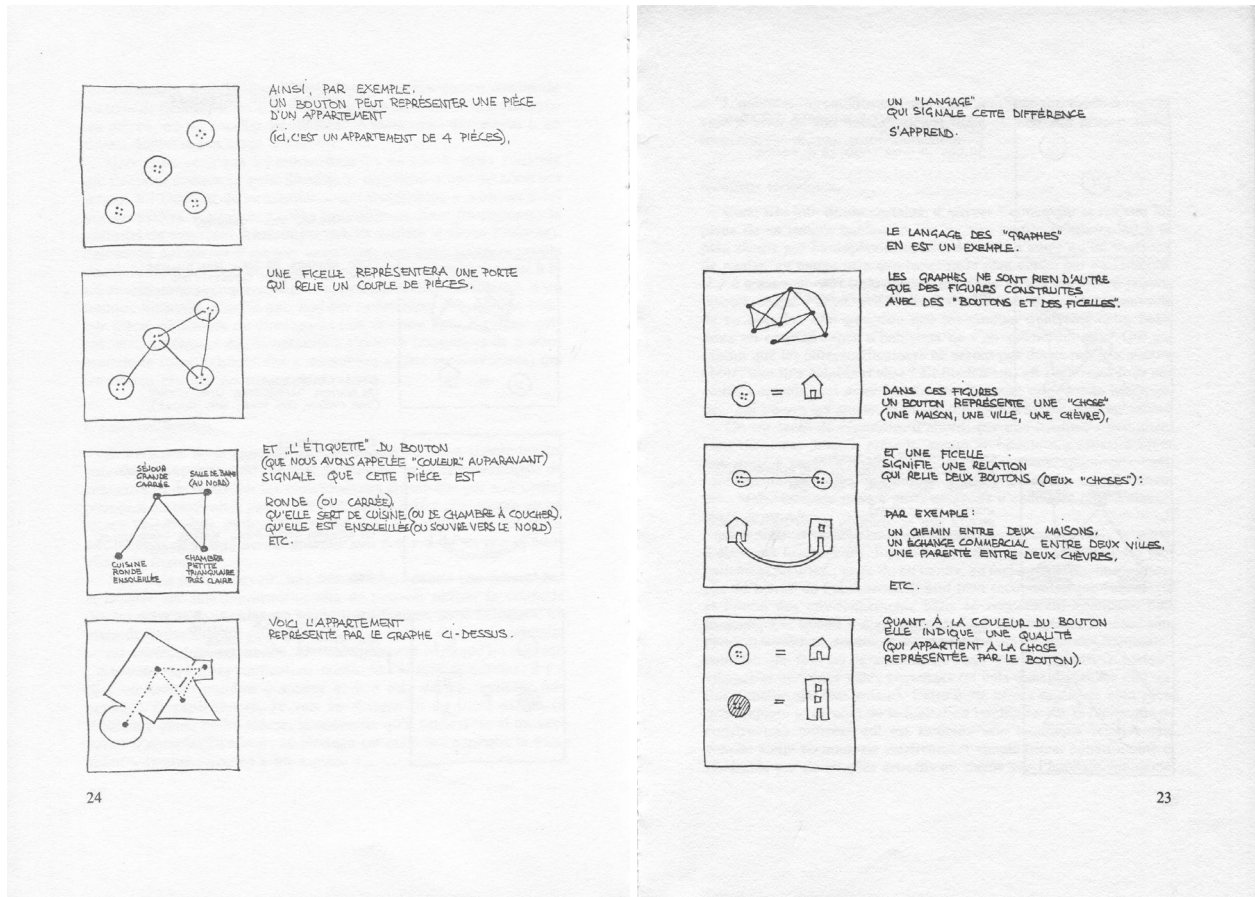 AINSI, PAR EXEMPLE.
UN BOUTON PEUT REPRÉSENTER UNE PIÈCE
D'UN APPARTEMENT
(ICI, C'EST UN APPARTEMENT DE 4 PIÈCES),
UNE FICELLE REPRÉSENTERA UNE PORTE
QUI RELIE UN COUPLE DE PIÈCES,
ET „L'ÉTIQUETTE" DU BOUTON
(QUE NOUS AVONS APPELÉE "COULEUR" AUPARAVANT)
SIGNALE QUE CETTE PIÈCE EST
RONDE (OU CARRÉE)
QU'ELLE SERT DE CUISINE (OU DE CHAMBRE À COUCHER),
QU'ELLE EST ENSOLEILLÉE (OU S'OUVRE VERS LE NORD)
ETC.
SÉJOUR
GRANDE
CARRÉE
SALLE DE BAINS
(AU NORD)
CUISINE
RONDE
ENSOLEILLÉE
CHAMBRE
PETITE
TRIANGULAIRE
TRÈS CLAIRE
VOICI L'APPARTEMENT
REPRÉSENTÉ PAR LE GRAPHE CI-DESSUS.
24
UN "LANGAGE"
QUI SIGNALE CETTE DIFFÉRENCE
S'APPREND.
LE LANGAGE DES "GRAPHES"
EN EST UN EXEMPLE.
LES GRAPHES NE SONT RIEN D'AUTRE
QUE DES FIGURES CONSTRUITES
AVEC DES "BOUTONS ET DES FICELLES".
=
DANS CES FIGURES
UN BOUTON REPRÉSENTE UNE "CHOSE"
(UNE MAISON, UNE VILLE, UNE CHÈVRE),
ET UNE FICELLE
SIGNIFIE UNE RELATION
QUI RELIE DEUX BOUTONS (DEUX "CHOSES"):
PAR EXEMPLE:
UN CHEMIN ENTRE DEUX MAISONS,
UN ÉCHANGE COMMERCIAL ENTRE DEUX VILLES,
UNE PARENTÉ ENTRE DEUX CHÈVRES,
ETC.
QUANT À LA COULEUR DU BOUTON
ELLE INDIQUE UNE QUALITÉ
(QUI APPARTIENT À LA CHOSE
REPRÉSENTÉE PAR LE BOUTON).
=
=
23